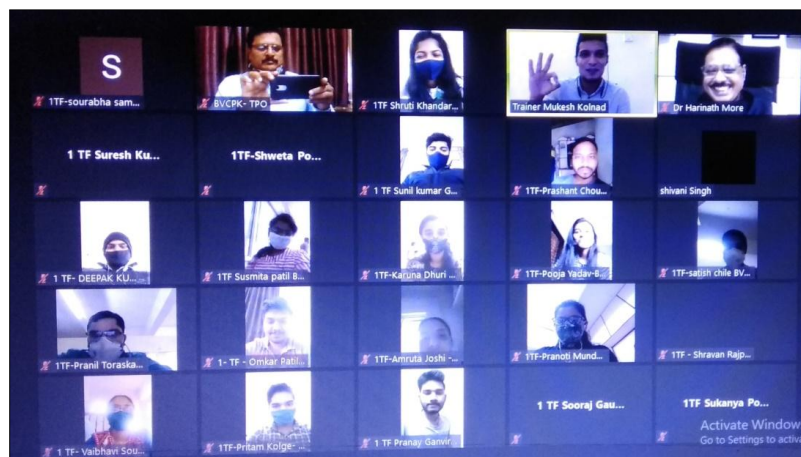 S
1TF-sourabha sam...
BVCPK- TPO
1TF Shruti Khandar...
Trainer Mukesh Kolnad
Dr Harinath More
1 TF Suresh Ku...
1TF-Shweta Po...
1 TF Sunil kumar G...
1TF-Prashant Chou...
shivani Singh
1 TF- DEEPAK KU...
1TF Susmita patil B...
1TF-Karuna Dhuri ...
1TF-Pooja Yadav-B...
1TF-satish chile BV...
1TF-Pranil Toraska...
1- TF - Omkar Patil...
1TF-Amruta Joshi -...
1TF-Pranoti Mund...
1TF - Shravan Rajp...
1 TF- Vaibhavi Sou...
1TF-Pritam Kolge- ...
1 TF Pranay Ganvir
1 TF Sooraj Gau...
1TF Sukanya Po...
Activate Window
Go to Settings to activa